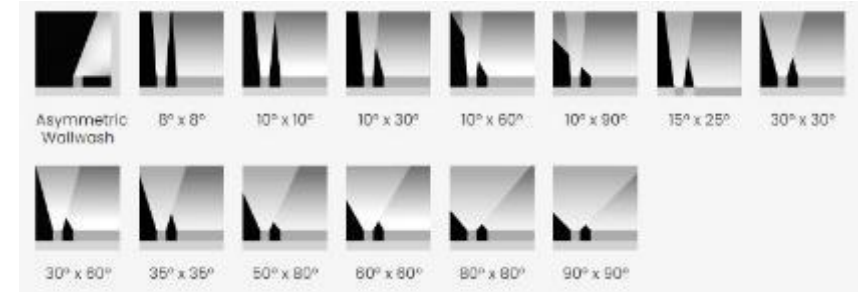 Asymmetric
Wallwash
8° x 8°
10° x 10°
10° x 30°
10° x 60°
10° x 90°
15° x 25°
30° x 30°
30° x 60°
35° x 35°
50° x 80°
60° x 60°
80° x 80°
90° x 90°